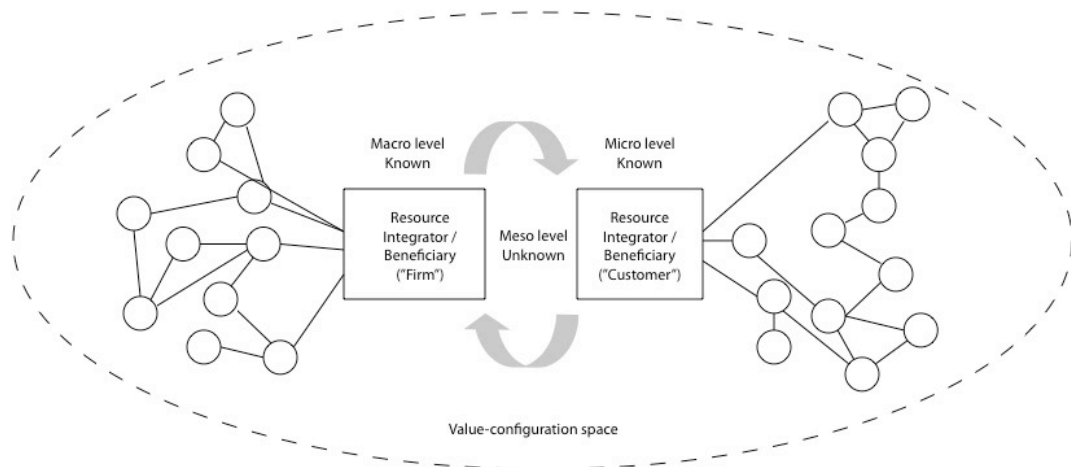 Macro level
Known
Micro level
Known
Resource
Integrator /
Beneficiary
("Firm")
Meso level
Unknown
Resource
Integrator /
Beneficiary
("Customer")
Value-configuration space